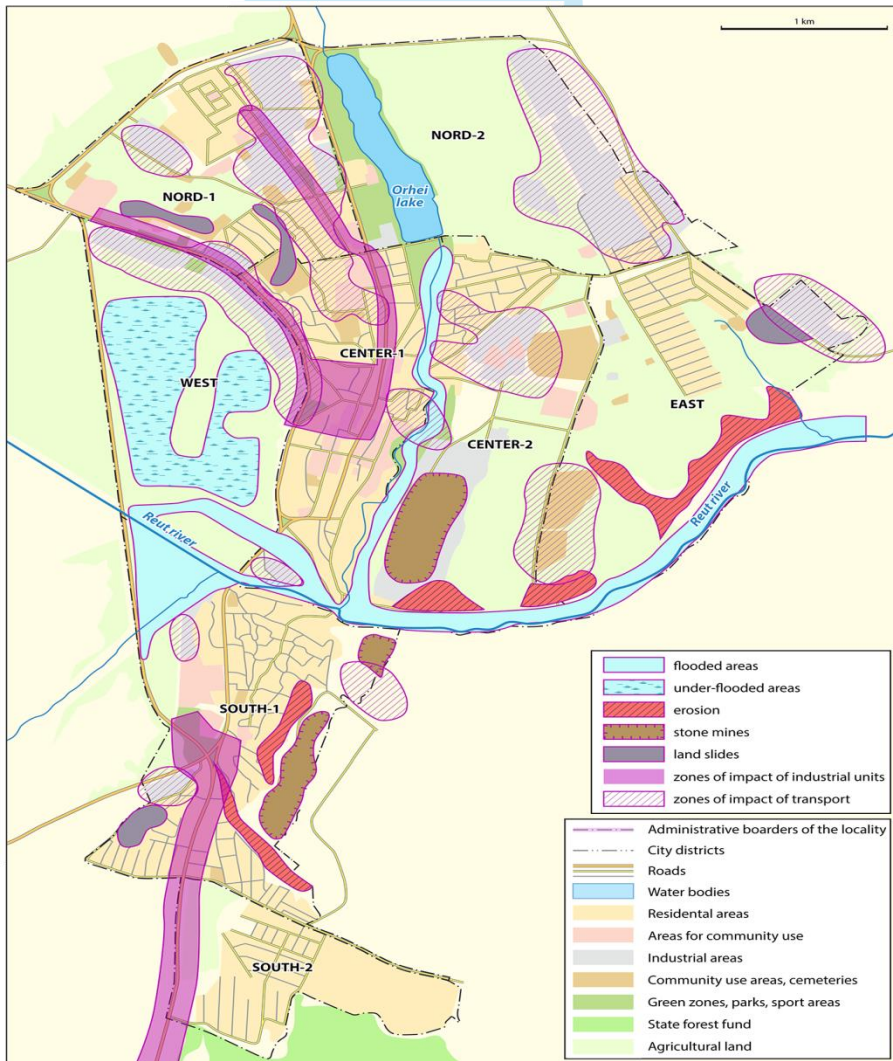 1 km
NORD-2
Orhei
lake
NORD-1
CENTER-1
WEST
EAST
CENTER-2
Reut river
Reut river
SOUTH-1
SOUTH-2
flooded areas
under-flooded areas
erosion
stone mines
land slides
zones of impact of industrial units
zones of impact of transport
Administrative boarders of the locality
City districts
Roads
Water bodies
Residental areas
Areas for community use
Industrial areas
Community use areas, cemeteries
Green zones, parks, sport areas
State forest fund
Agricultural land